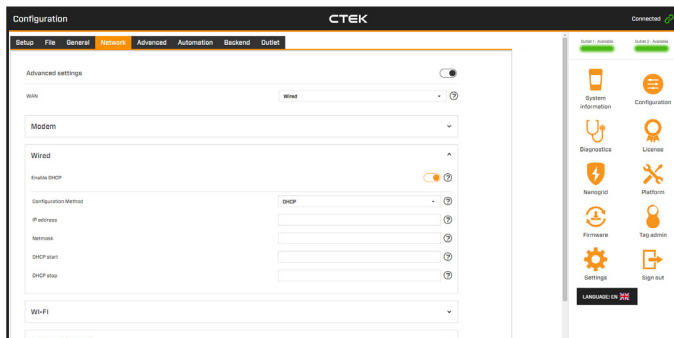 Configuration
CTEK
Connected
Setup File General Network Advanced Automation Backend Outlet
Outlet 1 - Available
Outlet 2 - Available
Advanced settings
WAN
Wired
Modem
Wired
Enable DHCP
Configuration Method
DHCP
IP address
Netmask
DHCP start
DHCP stop
WI-FI
System information
Configuration
Diagnostics
License
Nanogrid
Platform
Firmware
Tag admin
Settings
Sign out
LANGUAGE: EN